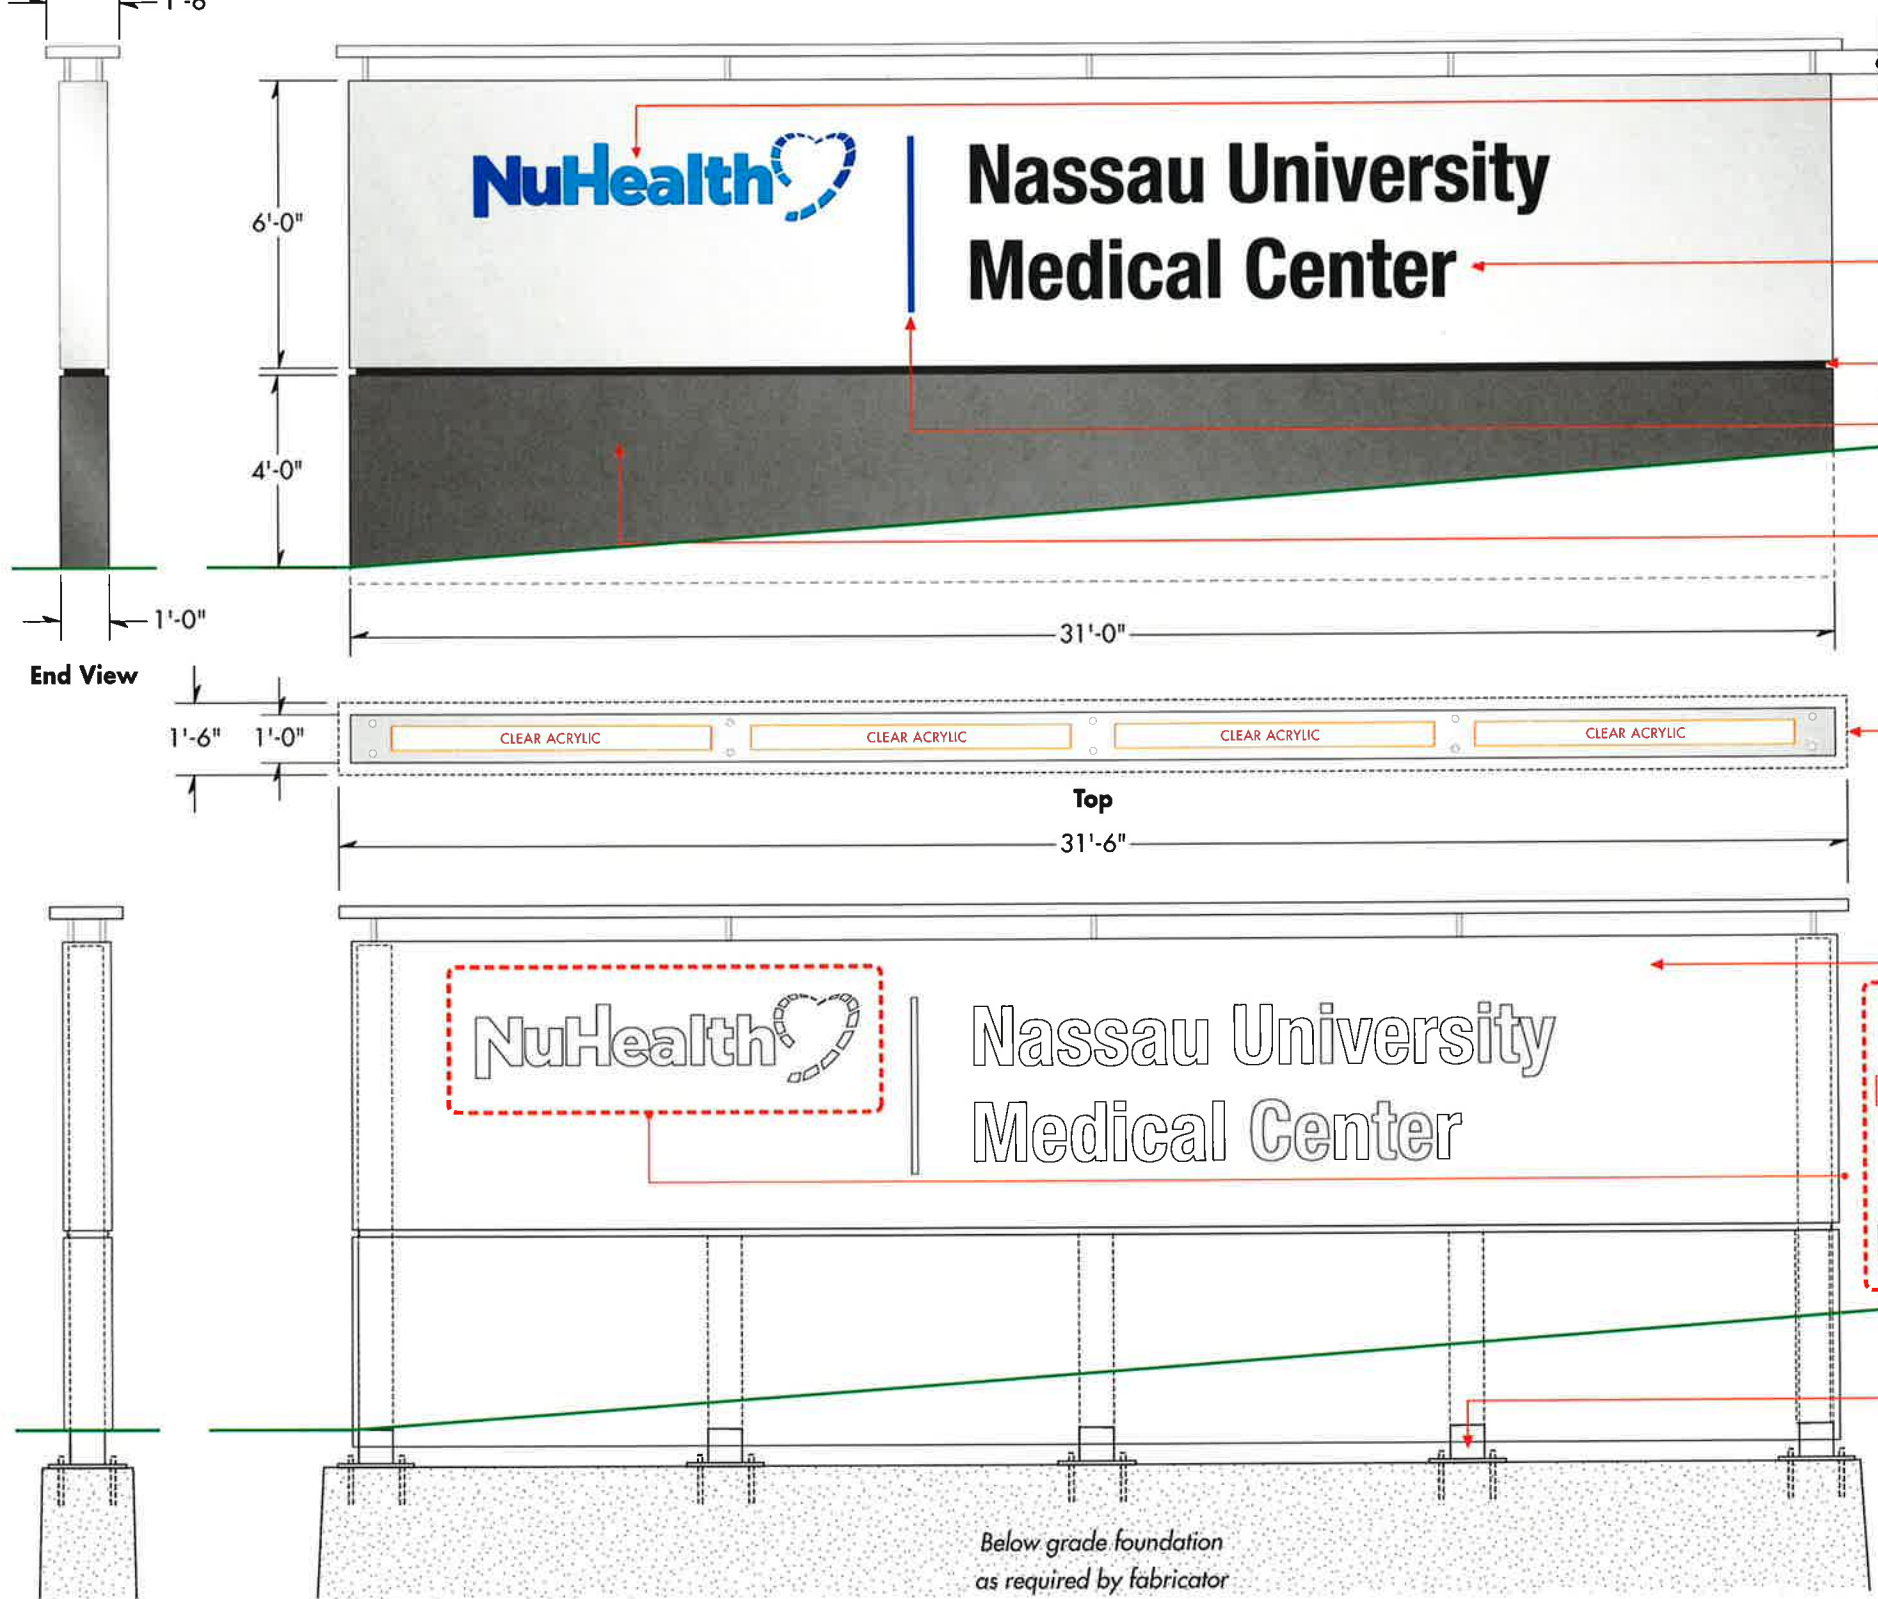 6'-0"
NuHealth
Nassau University
Medical Center
4'-0"
1'-0"
31'-0"
End View
1'-6"
1'-0"
CLEAR ACRYLIC
CLEAR ACRYLIC
CLEAR ACRYLIC
CLEAR ACRYLIC
Top
31'-6"
NuHealth
Nassau University
Medical Center
Below grade foundation
as required by fabricator